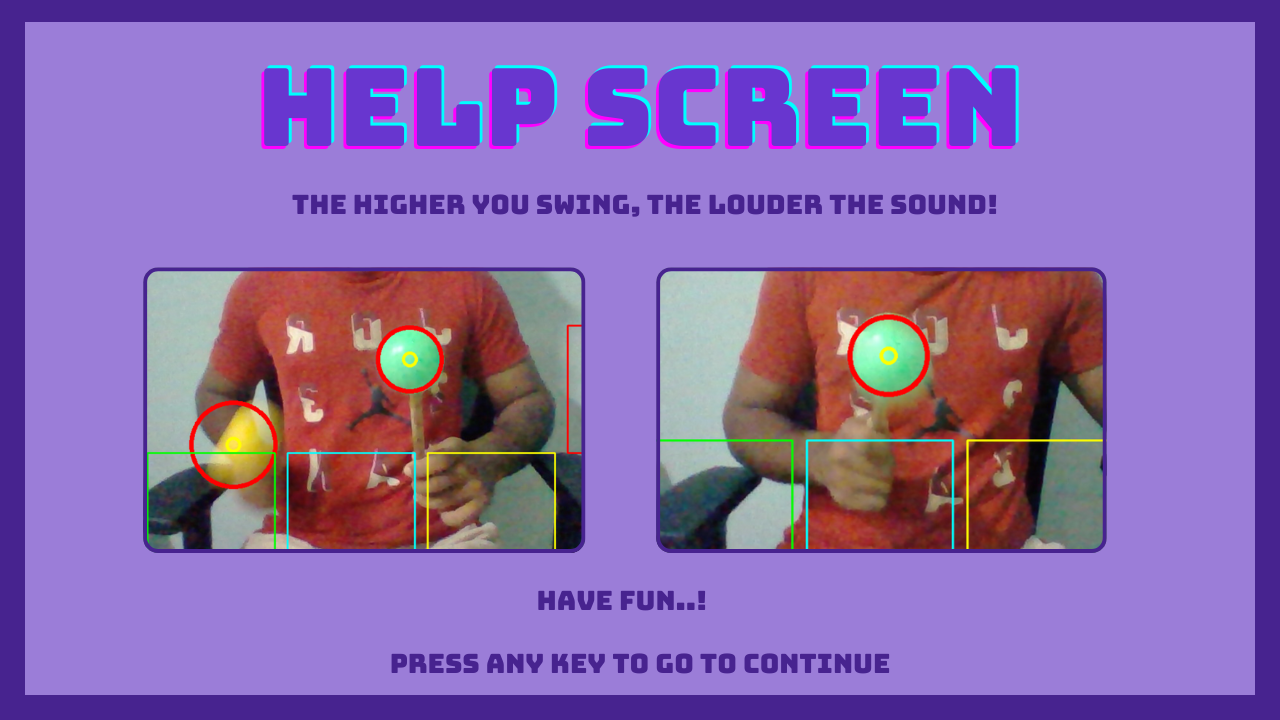 HELP SCREEN
THE HIGHER YOU SWING, THE LOUDER THE SOUND!
HAVE FUN..!
PRESS ANY KEY TO GO TO CONTINUE